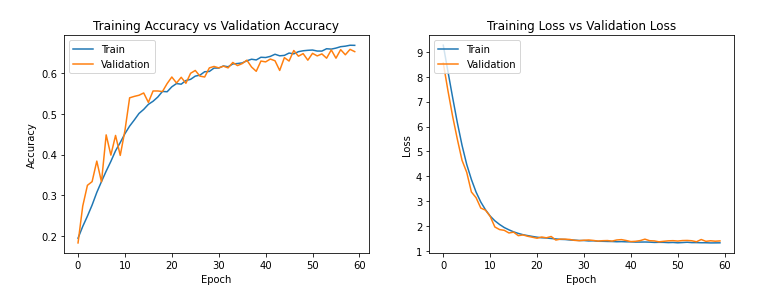 Training Accuracy vs Validation Accuracy
Train
Validation
0.6
0.5
0.4
0.3
0.2
Accuracy
0 10 20 30 40 50 60
Epoch
Training Loss vs Validation Loss
Train
Validation
9
8
7
6
5
4
3
2
1
Loss
0 10 20 30 40 50 60
Epoch